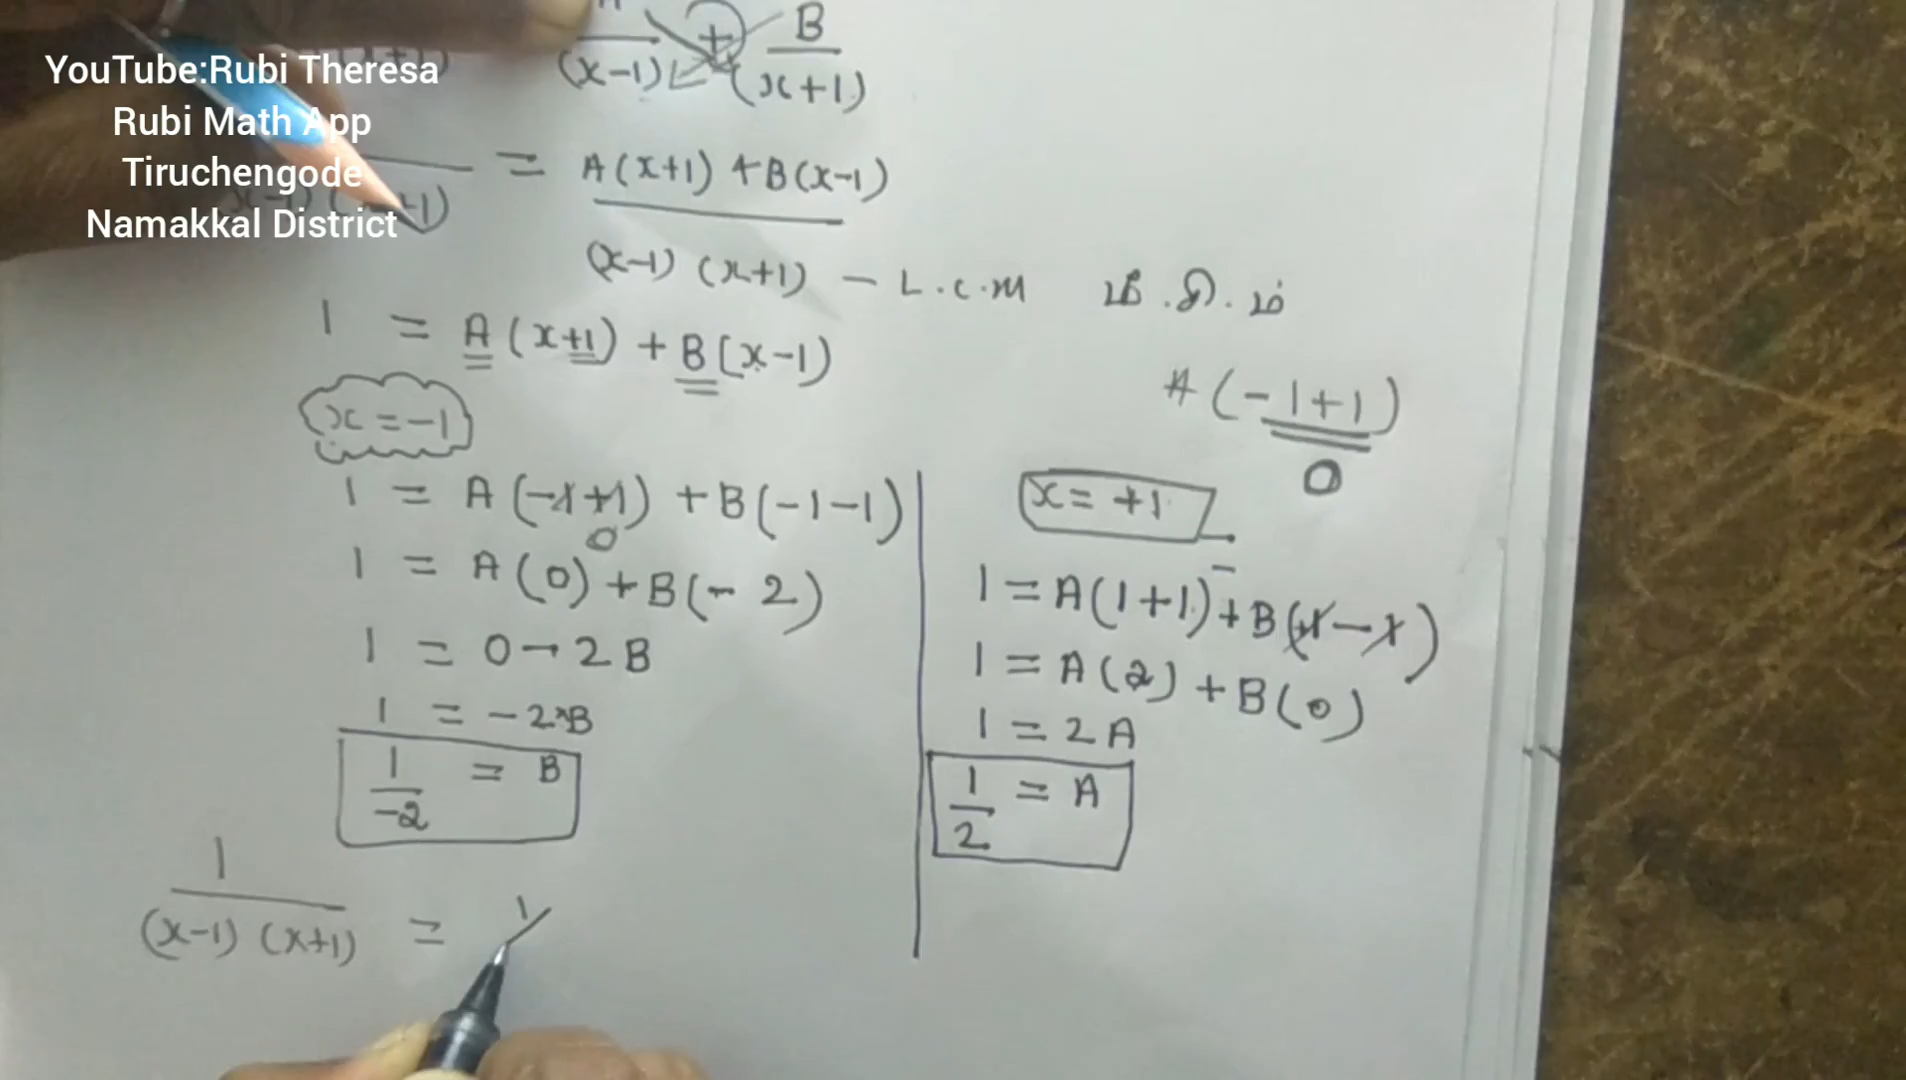 YouTube:Rubi Theresa
Rubi Math App
Tiruchengode
Namakkal District
(x-1) + B/(x+1)
= A(x+1) + B(x-1)
(x-1) (x+1) - L.C.M மீ.சி.ம
1 = A(x+1) + B(x-1)
x = -1
A(-1+1)
0
1 = A(-1+1) + B(-1-1)
0
1 = A(0) + B(-2)
1 = 0-2B
1 = -2×B
1/-2 = B
x = +1
1 = A(1+1) + B(+1-1)
1 = A(2) + B(0)
1 = 2A
1/2 = A
1/(x-1) (x+1) = 1/